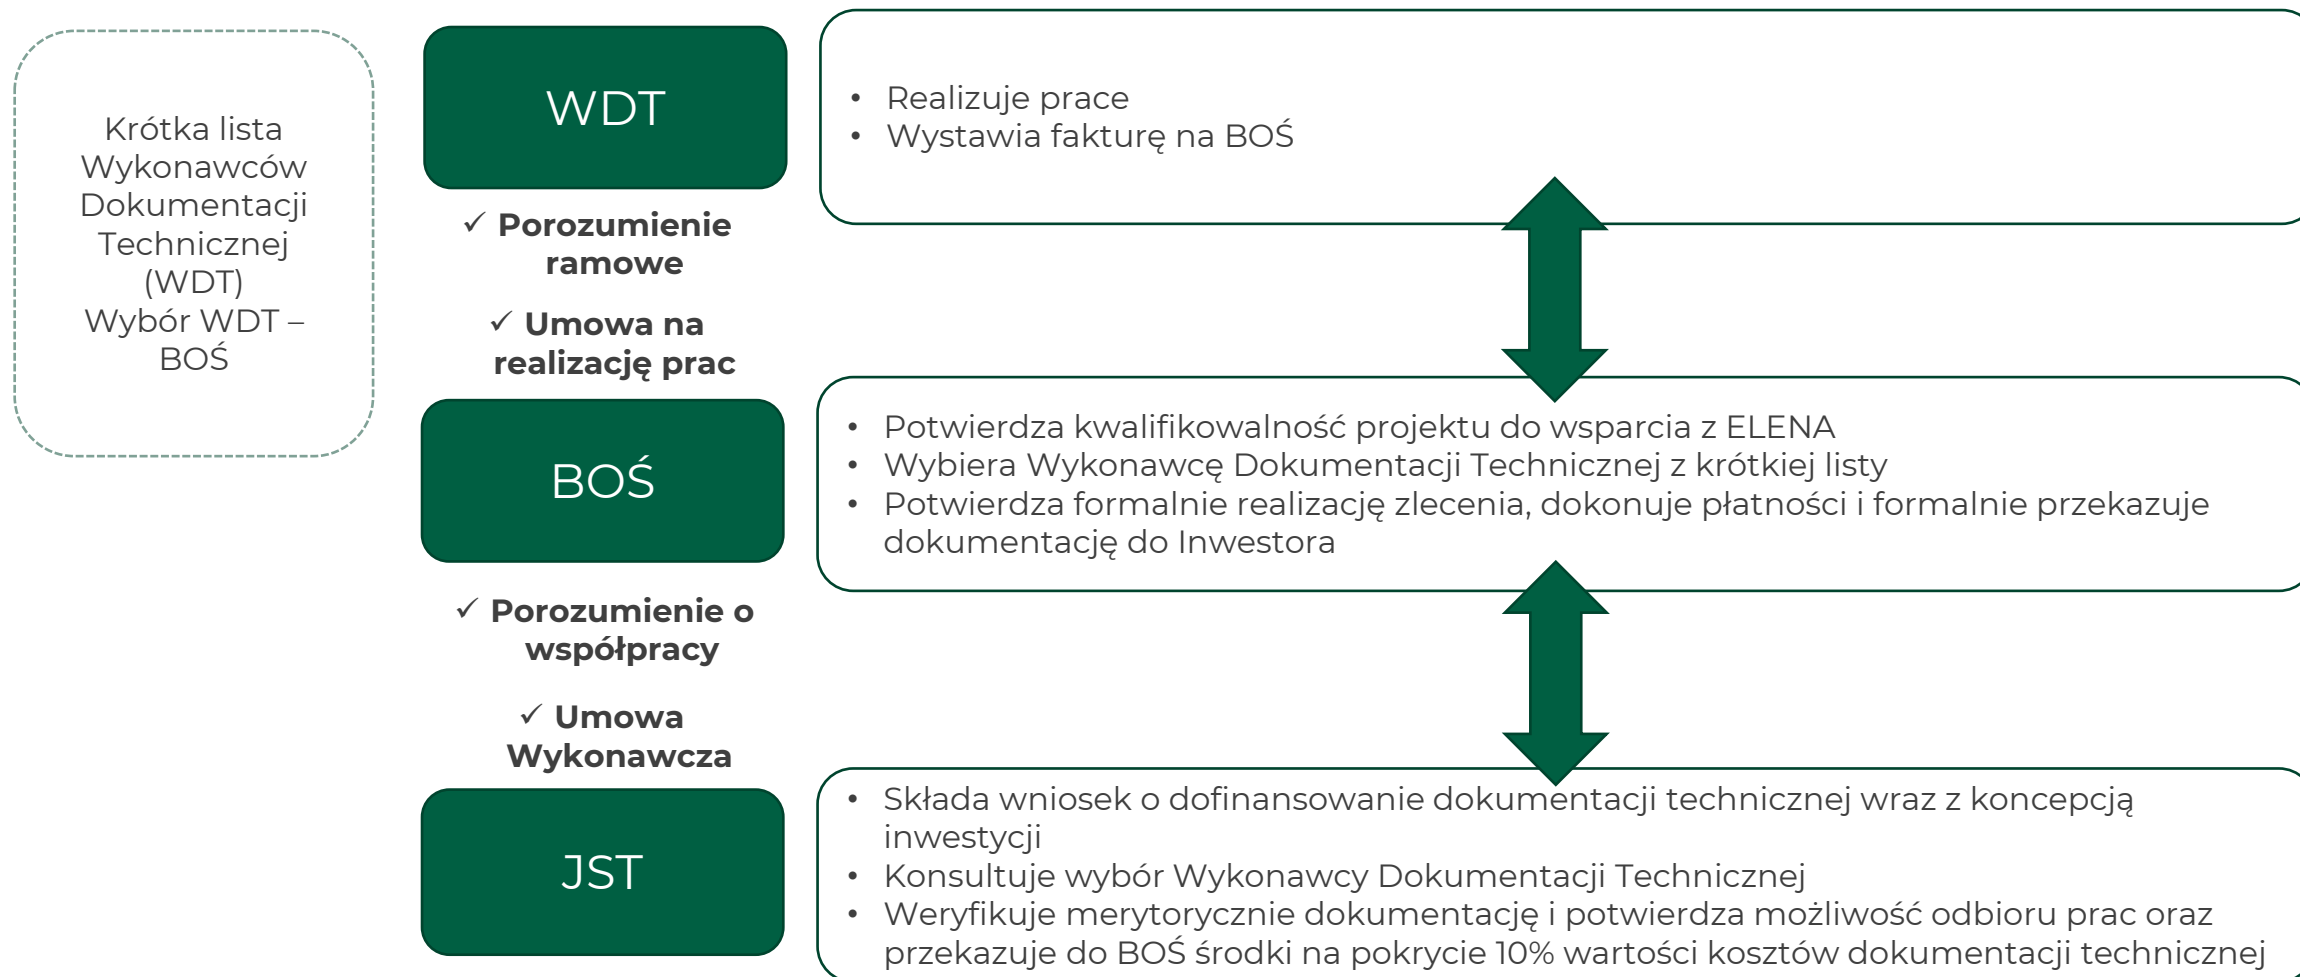 Krótka lista
Wykonawców
Dokumentacji
Technicznej
(WDT)
Wybór WDT –
BOŚ
WDT
• Realizuje prace
• Wystawia fakturę na BOŚ
✓ Porozumienie
ramowe
✓ Umowa na
realizację prac
BOŚ
• Potwierdza kwalifikowalność projektu do wsparcia z ELENA
• Wybiera Wykonawcę Dokumentacji Technicznej z krótkiej listy
• Potwierdza formalnie realizację zlecenia, dokonuje płatności i formalnie przekazuje
dokumentację do Inwestora
✓ Porozumienie o
współpracy
✓ Umowa
Wykonawcza
JST
• Składa wniosek o dofinansowanie dokumentacji technicznej wraz z koncepcją
inwestycji
• Konsultuje wybór Wykonawcy Dokumentacji Technicznej
• Weryfikuje merytorycznie dokumentację i potwierdza możliwość odbioru prac oraz
przekazuje do BOŚ środki na pokrycie 10% wartości kosztów dokumentacji technicznej